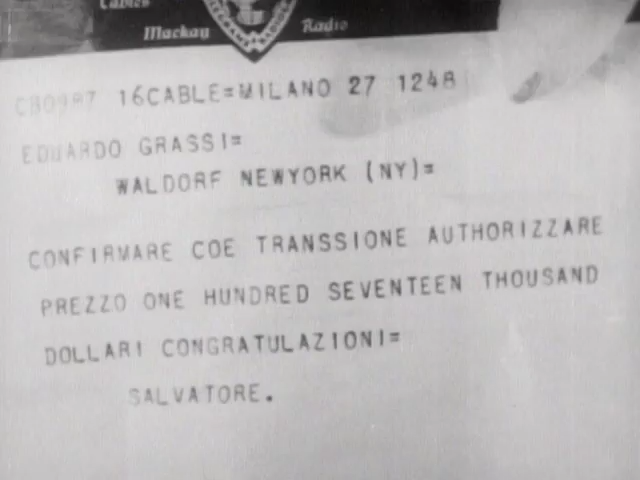 Cables
Mackay Radio
CB0987 16CABLE=MILANO 27 1248
EDUARDO GRASSI=
WALDORF NEWYORK (NY)=
CONFIRMARE COE TRANSSIONE AUTHORIZZARE
PREZZO ONE HUNDRED SEVENTEEN THOUSAND
DOLLARI CONGRATULAZIONI=
SALVATORE.